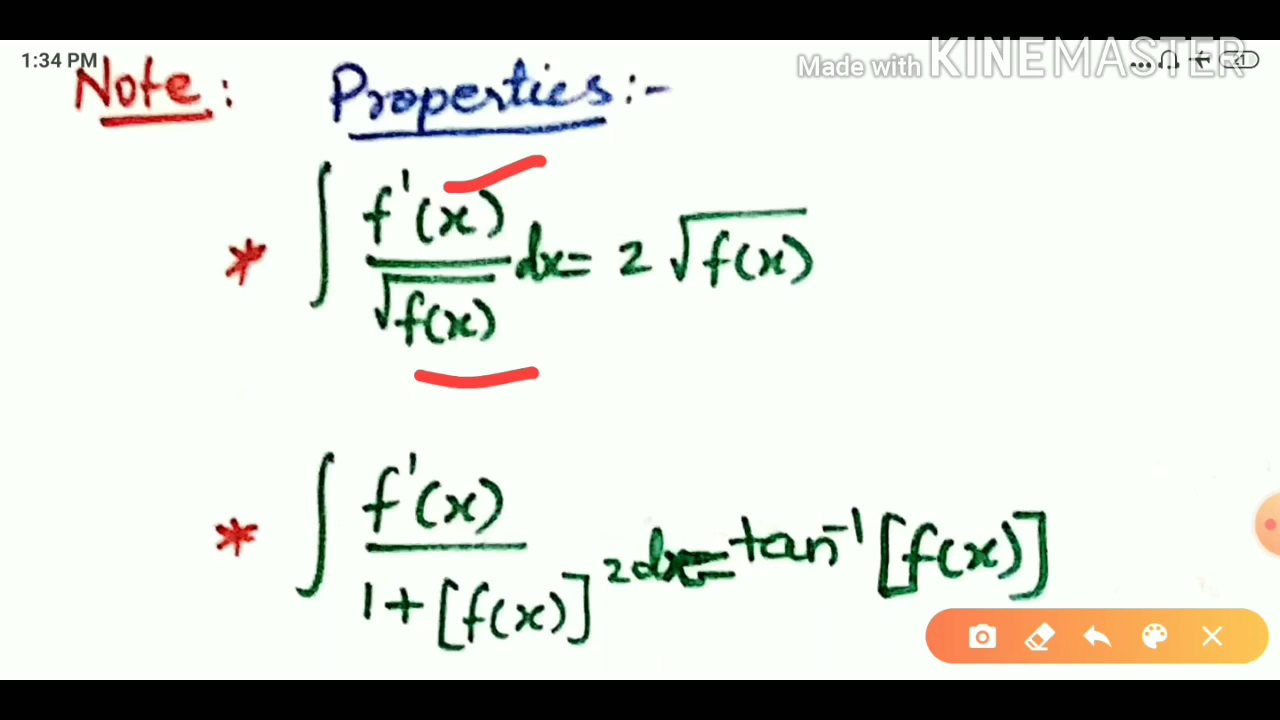 1:34 PM
Made with KINEMASTER
Note: Properties:-
* ∫ f'(x)/√f(x) dx = 2 √f(x)
* ∫ f'(x)/1+[f(x)]² dx = tan⁻¹ [f(x)]